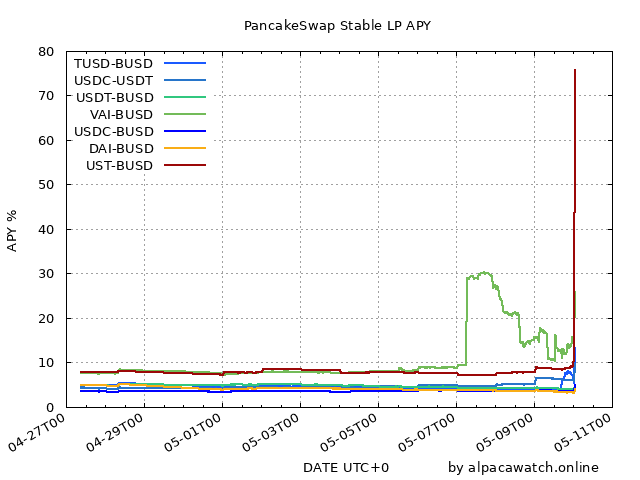 PancakeSwap Stable LP APY
80
70
60
50
40
30
20
10
0
APY %
TUSD-BUSD
USDC-USDT
USDT-BUSD
VAI-BUSD
USDC-BUSD
DAI-BUSD
UST-BUSD
04-27T00
04-29T00
05-01T00
05-03T00
05-05T00
05-07T00
05-09T00
05-11T00
DATE UTC+0
by alpacawatch.online